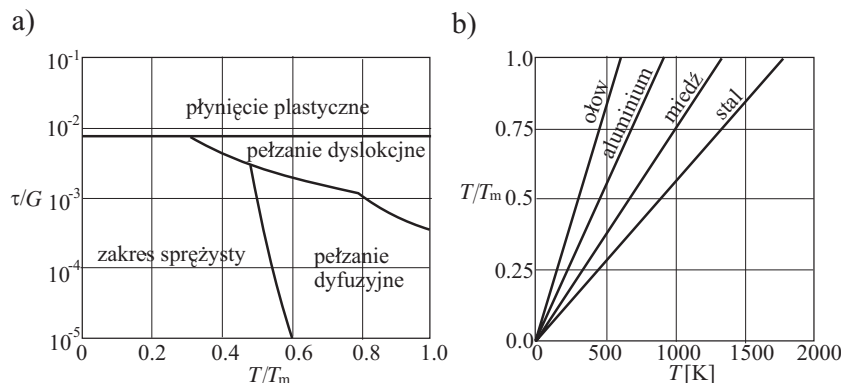 a)
10-1
płynięcie plastyczne
10-2
pełzanie dyslokcjne
τ/G
10-3
zakres sprężysty
pełzanie
dyfuzyjne
10-4
10-5
0
0.2
0.4
0.6
0.8
1.0
T/Tm
b)
1.0
ołow
aluminium
miedź
stal
0.75
T/Tm
0.5
0.25
0.0
0
500
1000
1500
2000
T [K]